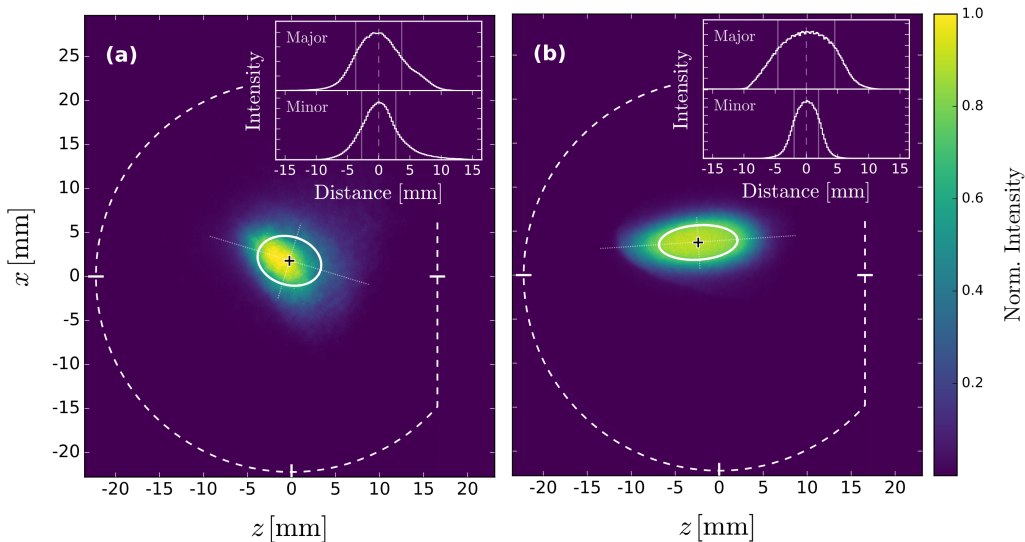 (a)
Major
Minor
Intensity
-15 -10 -5 0 5 10 15
Distance [mm]
25
20
15
10
5
0
-5
-10
-15
-20
x [mm]
-20 -15 -10 -5 0 5 10 15 20
z [mm]
(b)
Major
Minor
Intensity
-15 -10 -5 0 5 10 15
Distance [mm]
-20 -15 -10 -5 0 5 10 15 20
z [mm]
1.0
0.8
0.6
0.4
0.2
Norm. Intensity